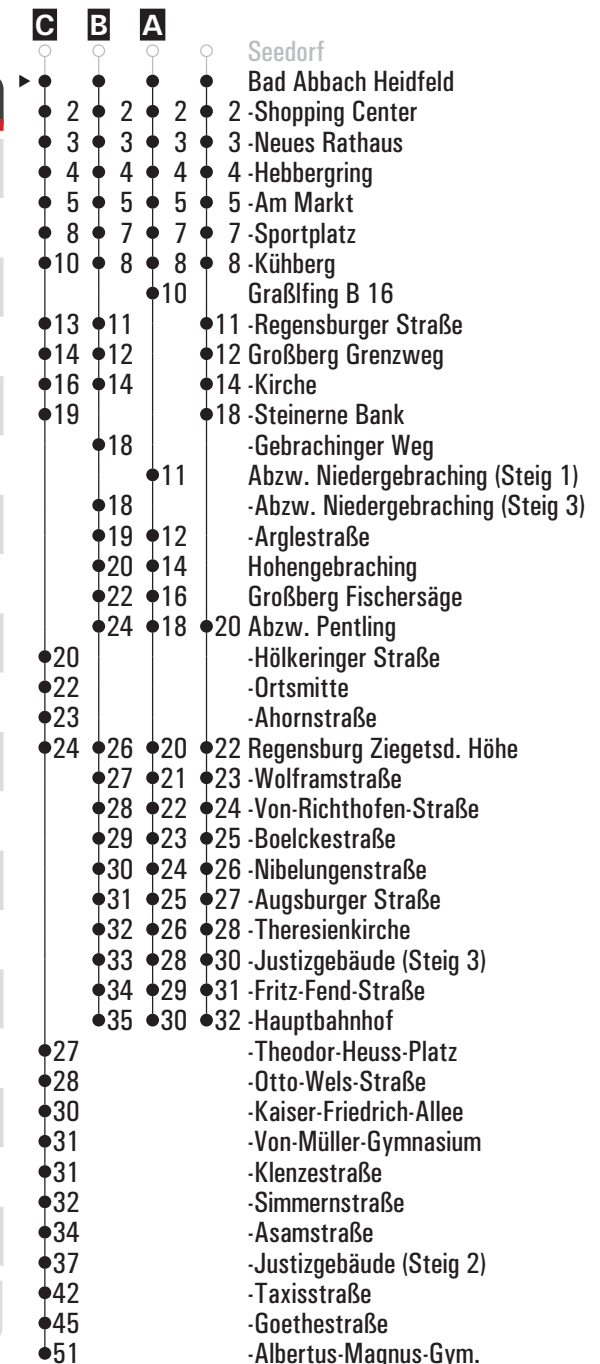 C B A
Seedorf
Bad Abbach Heidfeld
2 2 2 2 -Shopping Center
3 3 3 3 -Neues Rathaus
4 4 4 4 -Hebbergring
5 5 5 5 -Am Markt
8 7 7 7 -Sportplatz
10 8 8 8 -Kühberg
10 Graßlfing B 16
13 11 11 -Regensburger Straße
14 12 12 Großberg Grenzweg
16 14 14 -Kirche
19 18 -Steinerne Bank
18 -Gebrachinger Weg
11 Abzw. Niedergebraching (Steig 1)
18 -Abzw. Niedergebraching (Steig 3)
19 12 -Arglestraße
20 14 Hohengebraching
22 16 Großberg Fischersäge
24 18 20 Abzw. Pentling
20 -Hölkeringer Straße
22 -Ortsmitte
23 -Ahornstraße
24 26 20 22 Regensburg Ziegetsd. Höhe
27 21 23 -Wolframstraße
28 22 24 -Von-Richthofen-Straße
29 23 25 -Boelckestraße
30 24 26 -Nibelungenstraße
31 25 27 -Augsburger Straße
32 26 28 -Theresienkirche
33 28 30 -Justizgebäude (Steig 3)
34 29 31 -Fritz-Fend-Straße
35 30 32 -Hauptbahnhof
27 -Theodor-Heuss-Platz
28 -Otto-Wels-Straße
30 -Kaiser-Friedrich-Allee
31 -Von-Müller-Gymnasium
31 -Klenzestraße
32 -Simmernstraße
34 -Asamstraße
37 -Justizgebäude (Steig 2)
42 -Taxisstraße
45 -Goethestraße
51 -Albertus-Magnus-Gym.